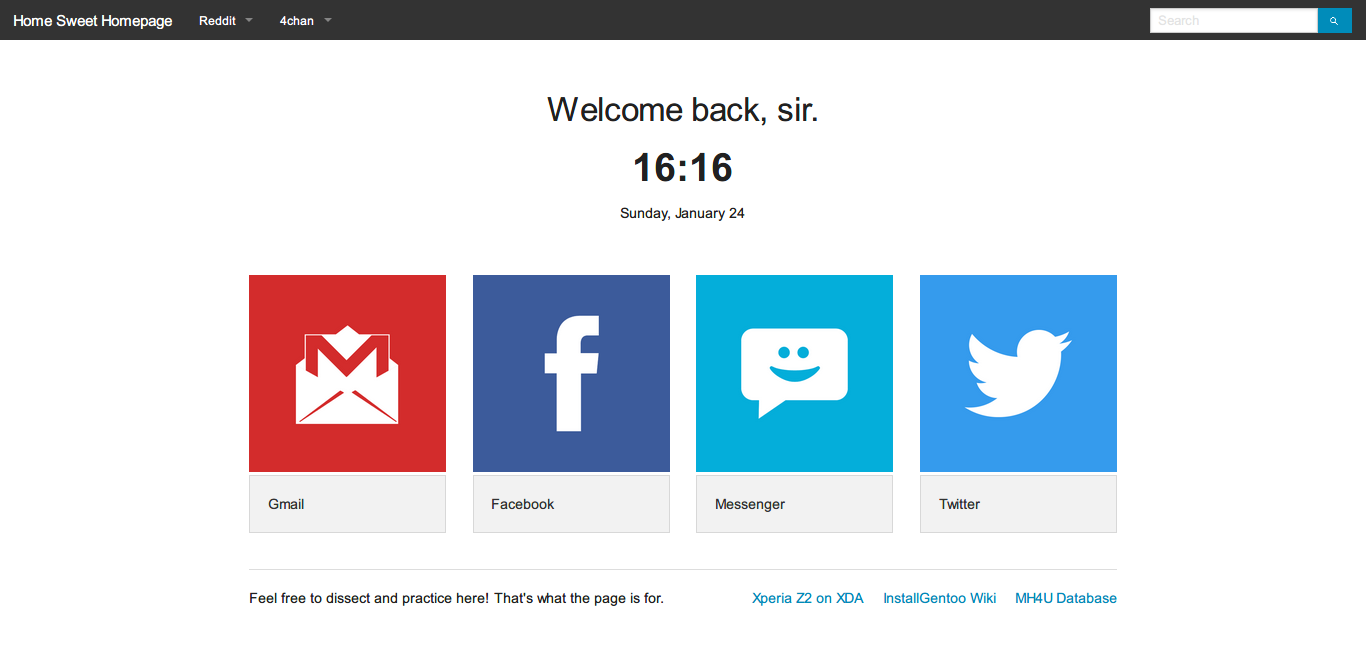 Home Sweet Homepage Reddit 4chan Search
Welcome back, sir.
16:16
Sunday, January 24
Gmail Facebook Messenger Twitter
Feel free to dissect and practice here! That's what the page is for. Xperia Z2 on XDA InstallGentoo Wiki MH4U Database